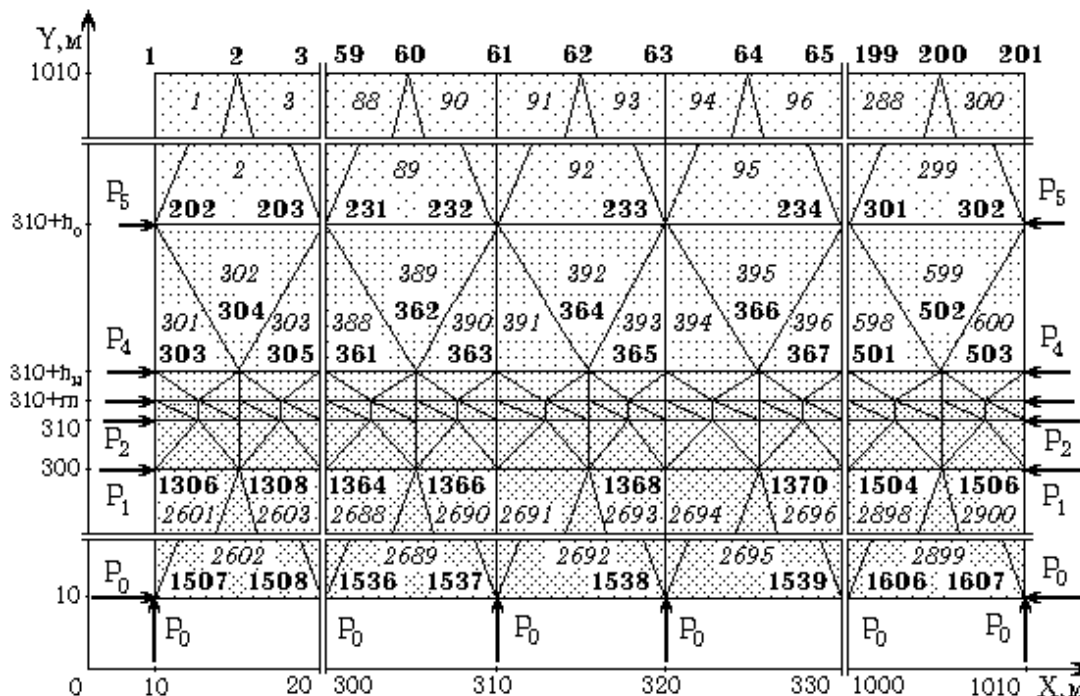 Y,м
1 2 3 59 60 61 62 63 64 65 199 200 201
1010
1 3 88 90 91 93 94 96 288 300
2 89 92 95 299
P5 P5
202 203 231 232 233 234 301 302
310+ho
302 389 392 395 599
304 362 364 366 502
301 303 388 390 391 393 394 396 598 600
P4 P4
303 305 361 363 365 367 501 503
310+hн
310+m
310
P2 P2
300
1306 1308 1364 1366 1368 1370 1504 1506
P1 P1
2601 2603 2688 2690 2691 2693 2694 2696 2898 2900
2602 2689 2692 2695 2899
P0 P0
1507 1508 1536 1537 1538 1539 1606 1607
10
P0 P0 P0 P0 P0 P0
0 10 20 300 310 320 330 1000 1010 X,м